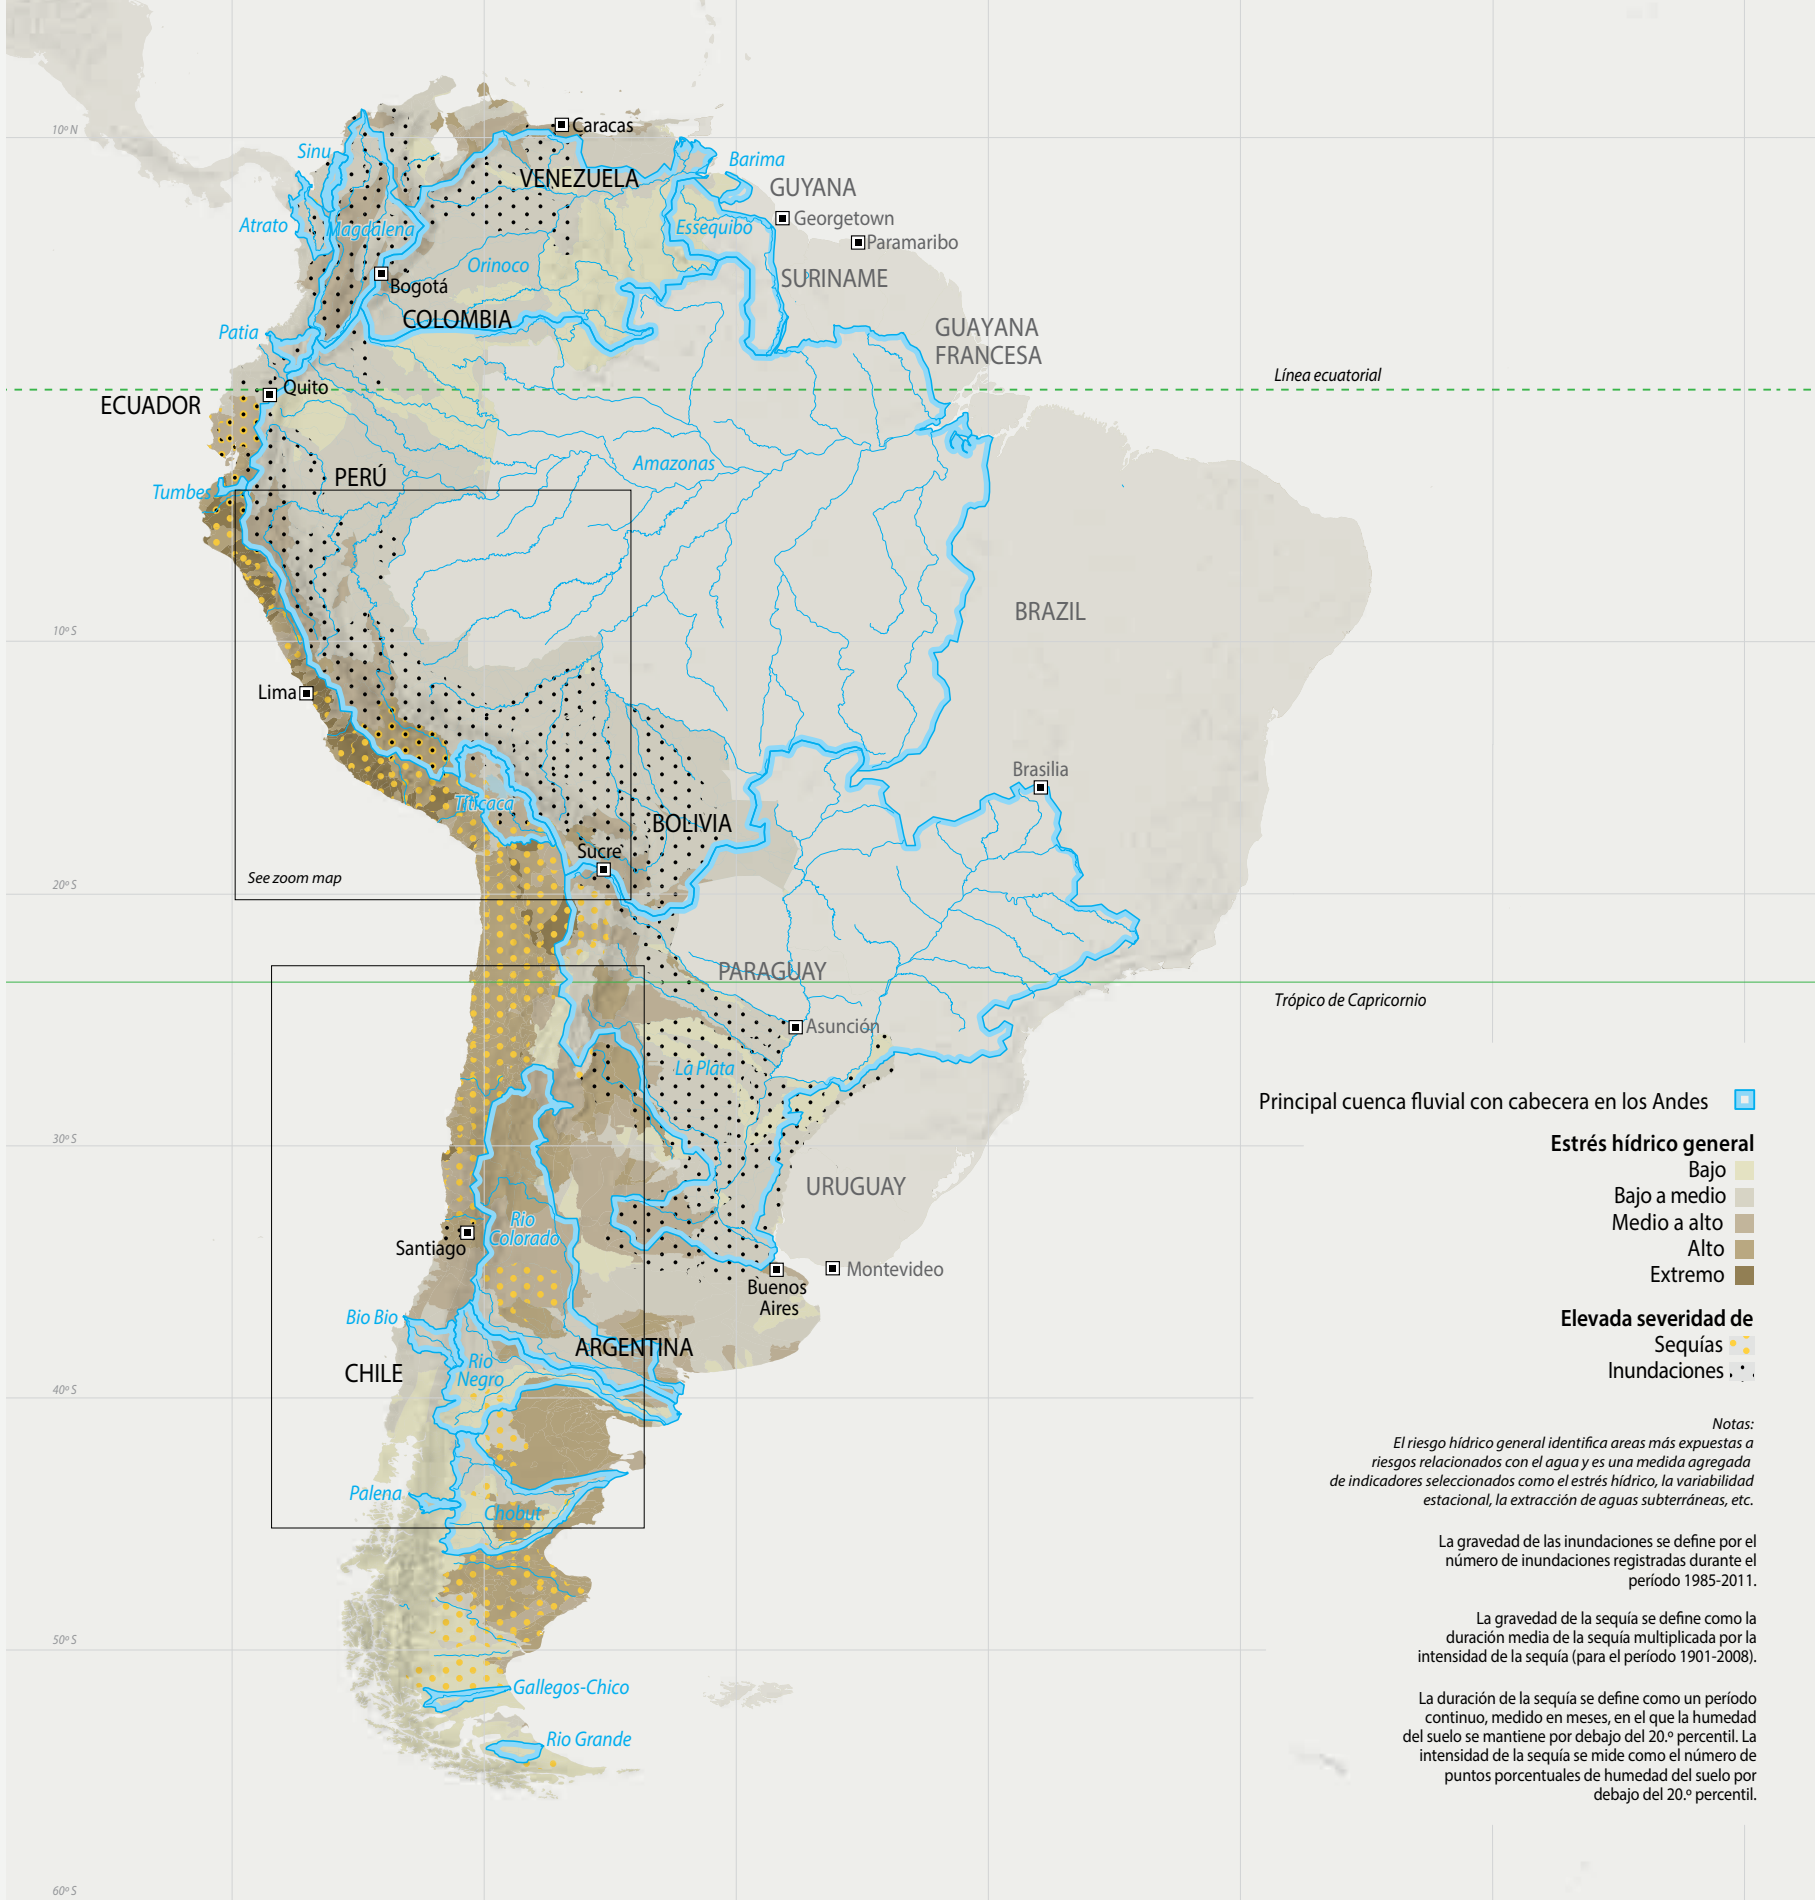 10º N
Caracas
Sinu
Barima
VENEZUELA
GUYANA
Georgetown
Atrato
Magdalena
Essequibo
Paramaribo
Orinoco
SURINAME
Bogotá
COLOMBIA
Patia
GUAYANA
FRANCESA
Línea ecuatorial
Quito
ECUADOR
Amazonas
PERÚ
Tumbes
BRAZIL
10º S
Lima
Brasilia
Titicaca
BOLIVIA
Sucre
See zoom map
20º S
PARAGUAY
Trópico de Capricornio
Asunción
La Plata
30º S
URUGUAY
Rio
Colorado
Santiago
Montevideo
Buenos
Aires
Bio Bio
ARGENTINA
CHILE
Rio
Negro
40º S
Palena
Chobut
50º S
Gallegos-Chico
Rio Grande
60º S
Principal cuenca fluvial con cabecera en los Andes
Estrés hídrico general
Bajo
Bajo a medio
Medio a alto
Alto
Extremo
Elevada severidad de
Sequías
Inundaciones
Notas:
El riesgo hídrico general identifica areas más expuestas a
riesgos relacionados con el agua y es una medida agregada
de indicadores seleccionados como el estrés hídrico, la variabilidad
estacional, la extracción de aguas subterráneas, etc.
La gravedad de las inundaciones se define por el
número de inundaciones registradas durante el
período 1985-2011.
La gravedad de la sequía se define como la
duración media de la sequía multiplicada por la
intensidad de la sequía (para el período 1901-2008).
La duración de la sequía se define como un período
continuo, medido en meses, en el que la humedad
del suelo se mantiene por debajo del 20.º percentil. La
intensidad de la sequía se mide como el número de
puntos porcentuales de humedad del suelo por
debajo del 20.º percentil.